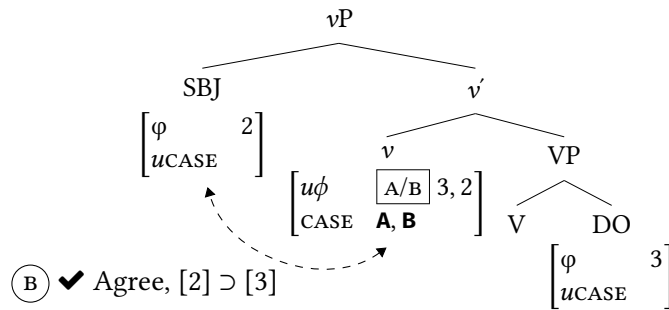 vP
SBJ
v′
[φ 2]
[uCASE]
v
VP
[uϕ A/B 3, 2]
[CASE A, B]
V
DO
[φ 3]
[uCASE]
B ✔ Agree, [2] ⊃ [3]